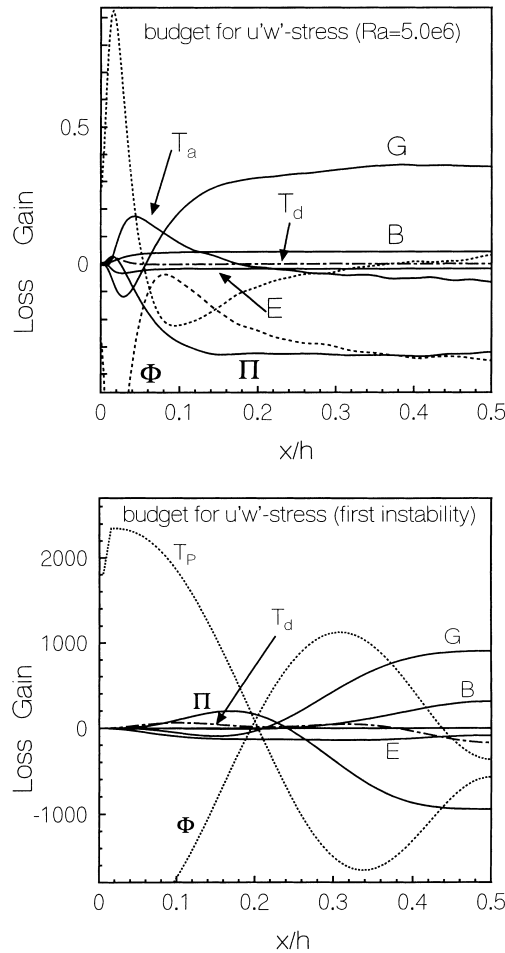 budget for u'w'-stress (Ra=5.0e6)
Loss Gain
0.5
0
T_a
G
T_d
B
E
Φ
Π
0 0.1 0.2 0.3 0.4 0.5
x/h
budget for u'w'-stress (first instability)
Loss Gain
2000
1000
0
-1000
T_P
T_d
G
Π
B
E
Φ
0 0.1 0.2 0.3 0.4 0.5
x/h